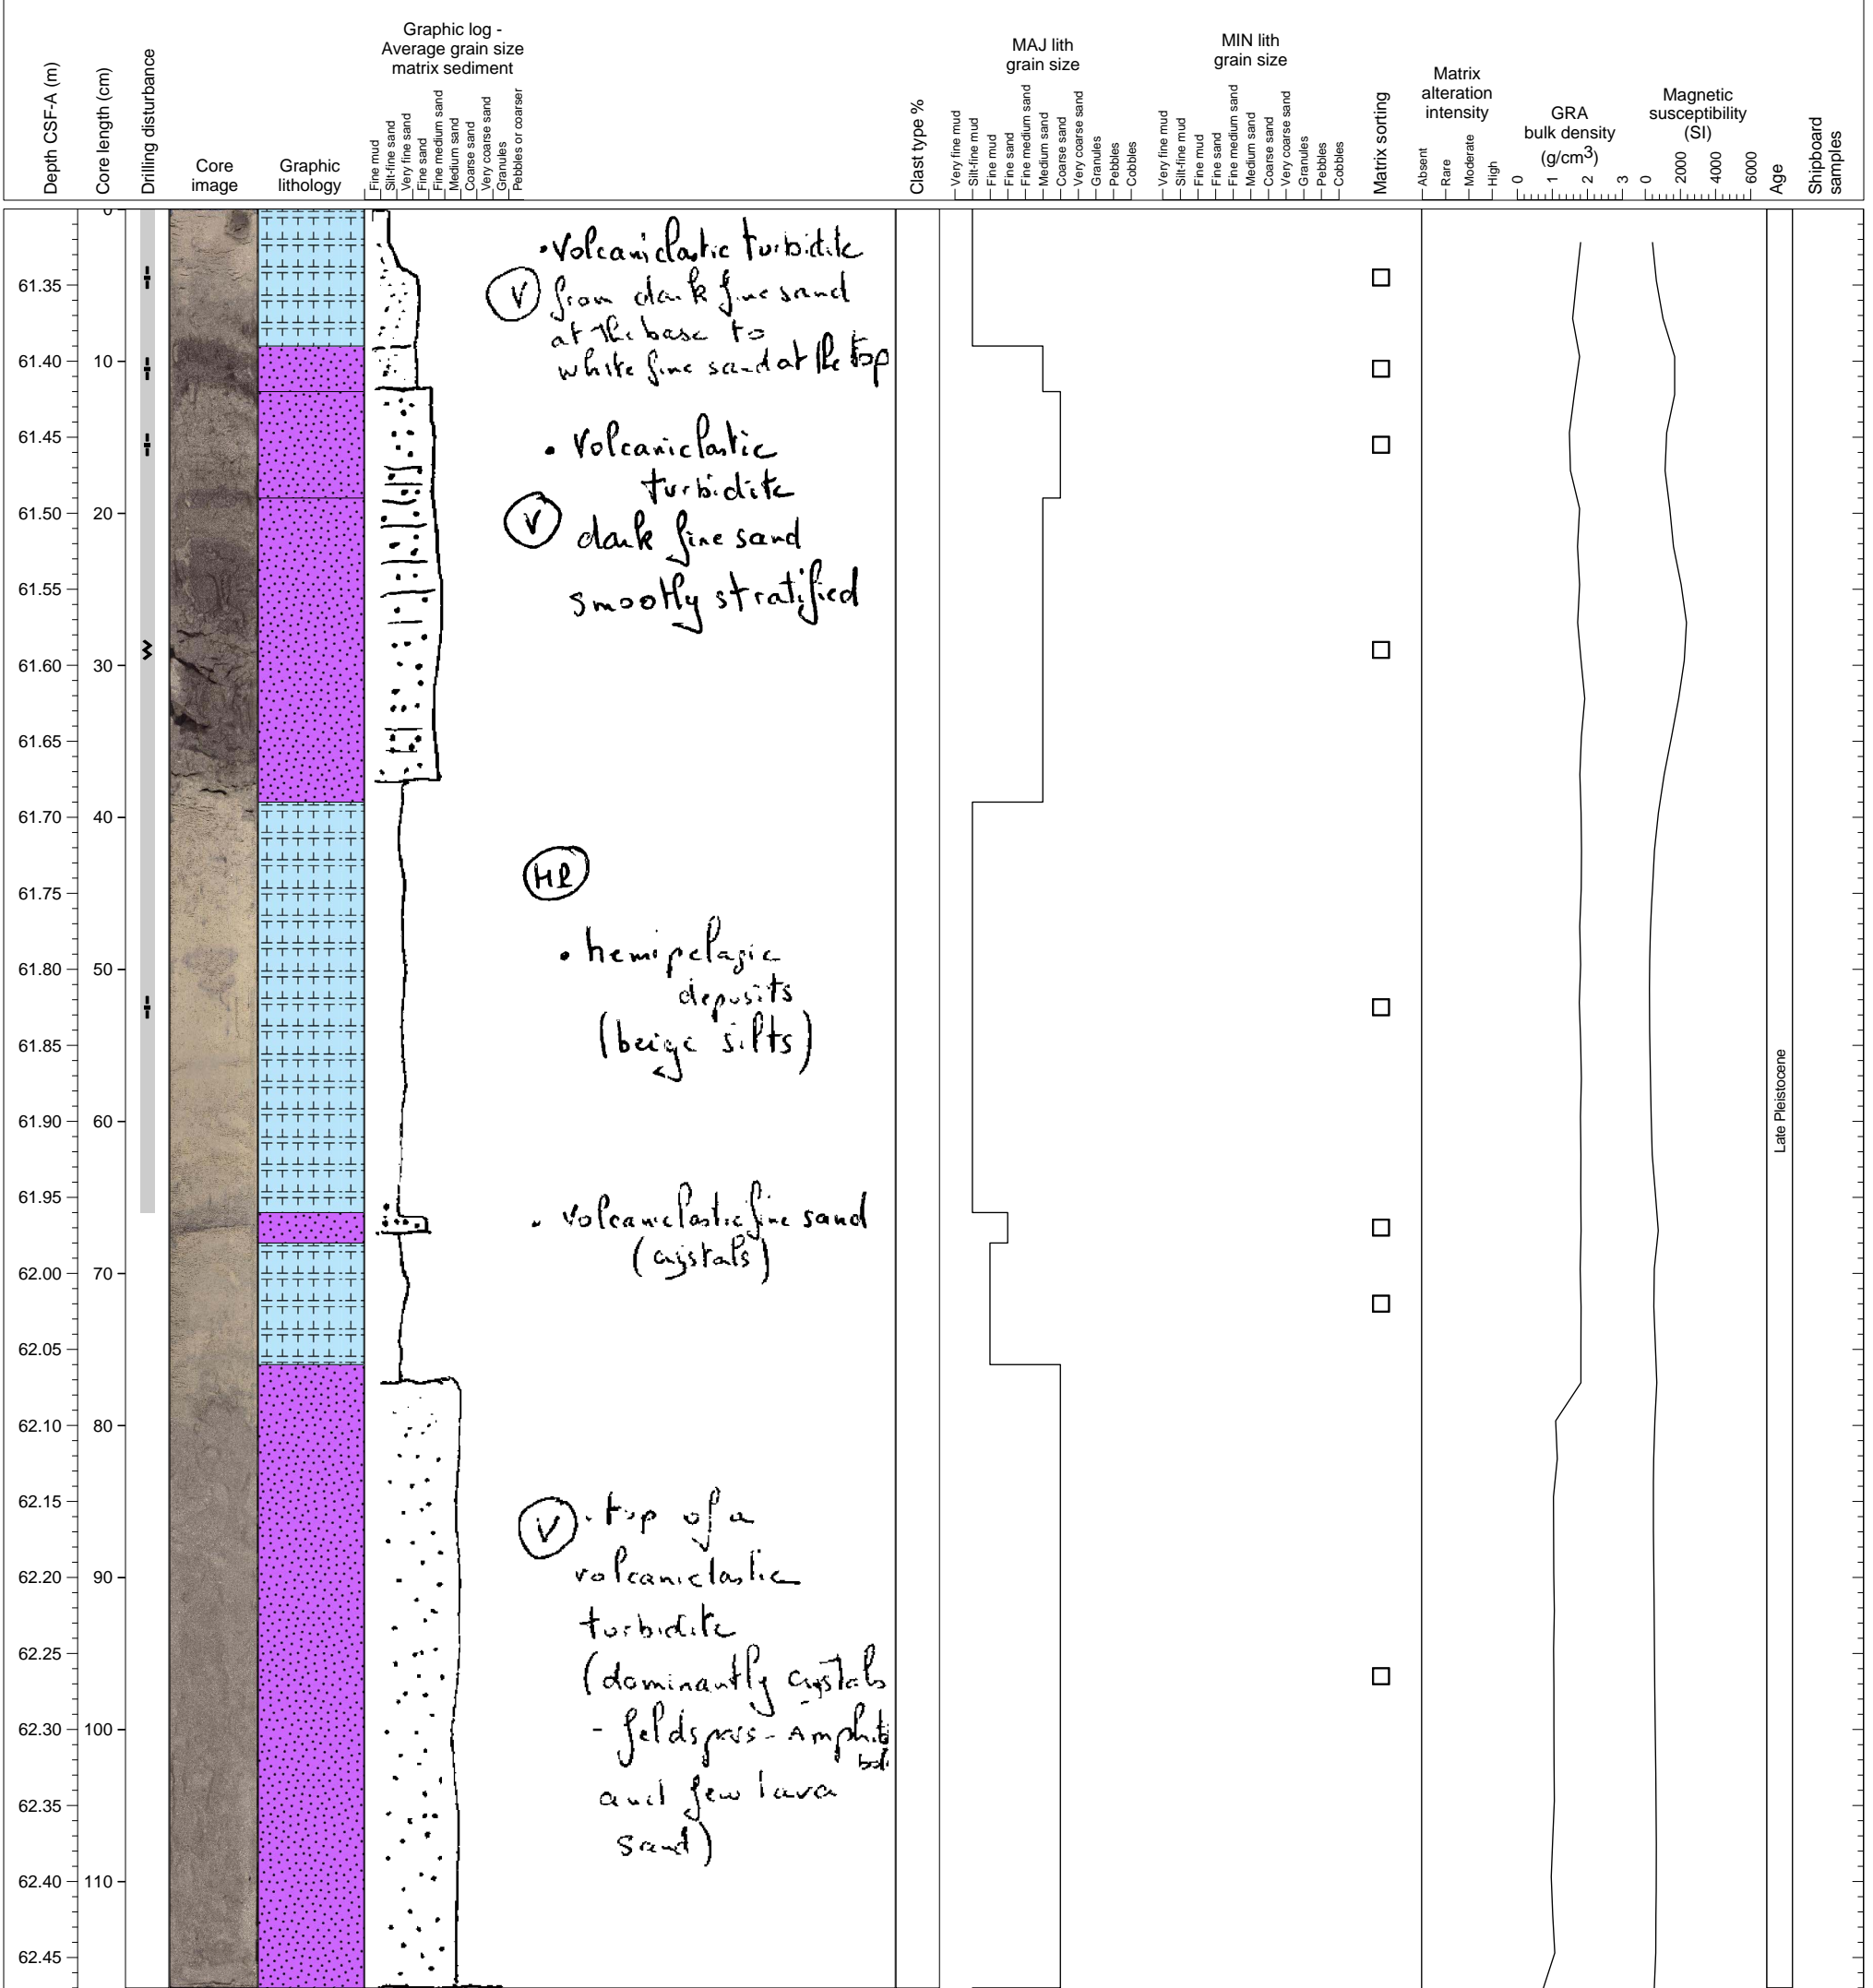 Graphic log -
Average grain size
matrix sediment
MAJ lith
grain size
MIN lith
grain size
Matrix
alteration
intensity
GRA
bulk density
(g/cm3)
Magnetic
susceptibility
(SI)
Depth CSF-A (m)
Core length (cm)
Drilling disturbance
Core
image
Graphic
lithology
Fine mud
Silt-fine sand
Very fine sand
Fine sand
Fine medium sand
Medium sand
Coarse sand
Very coarse sand
Granules
Pebbles or coarser
Clast type %
Very fine mud
Silt-fine mud
Fine mud
Fine sand
Fine medium sand
Medium sand
Coarse sand
Very coarse sand
Granules
Pebbles
Cobbles
Very fine mud
Silt-fine mud
Fine mud
Fine sand
Fine medium sand
Medium sand
Coarse sand
Very coarse sand
Granules
Pebbles
Cobbles
Matrix sorting
Absent
Rare
Moderate
High
0 1 2 3
0 2000 4000 6000
Age
Shipboard
samples
0
61.35
61.40 10
61.45
61.50 20
61.55
61.60 30
61.65
61.70 40
61.75
61.80 50
61.85
61.90 60
61.95
62.00 70
62.05
62.10 80
62.15
62.20 90
62.25
62.30 100
62.35
62.40 110
62.45
• Volcaniclastic turbidite
V from dark fine sand
at the base to
white fine sand at the top
• Volcaniclastic
turbidite
V dark fine sand
smoothly stratified
HP
• hemipelagic
deposits
(beige silts)
• volcaniclastic fine sand
(crystals)
V • top of a
volcaniclastic
turbidite
(dominantly crystals
- feldspars - Amphi
bol.
and few lava
sand)
Late Pleistocene